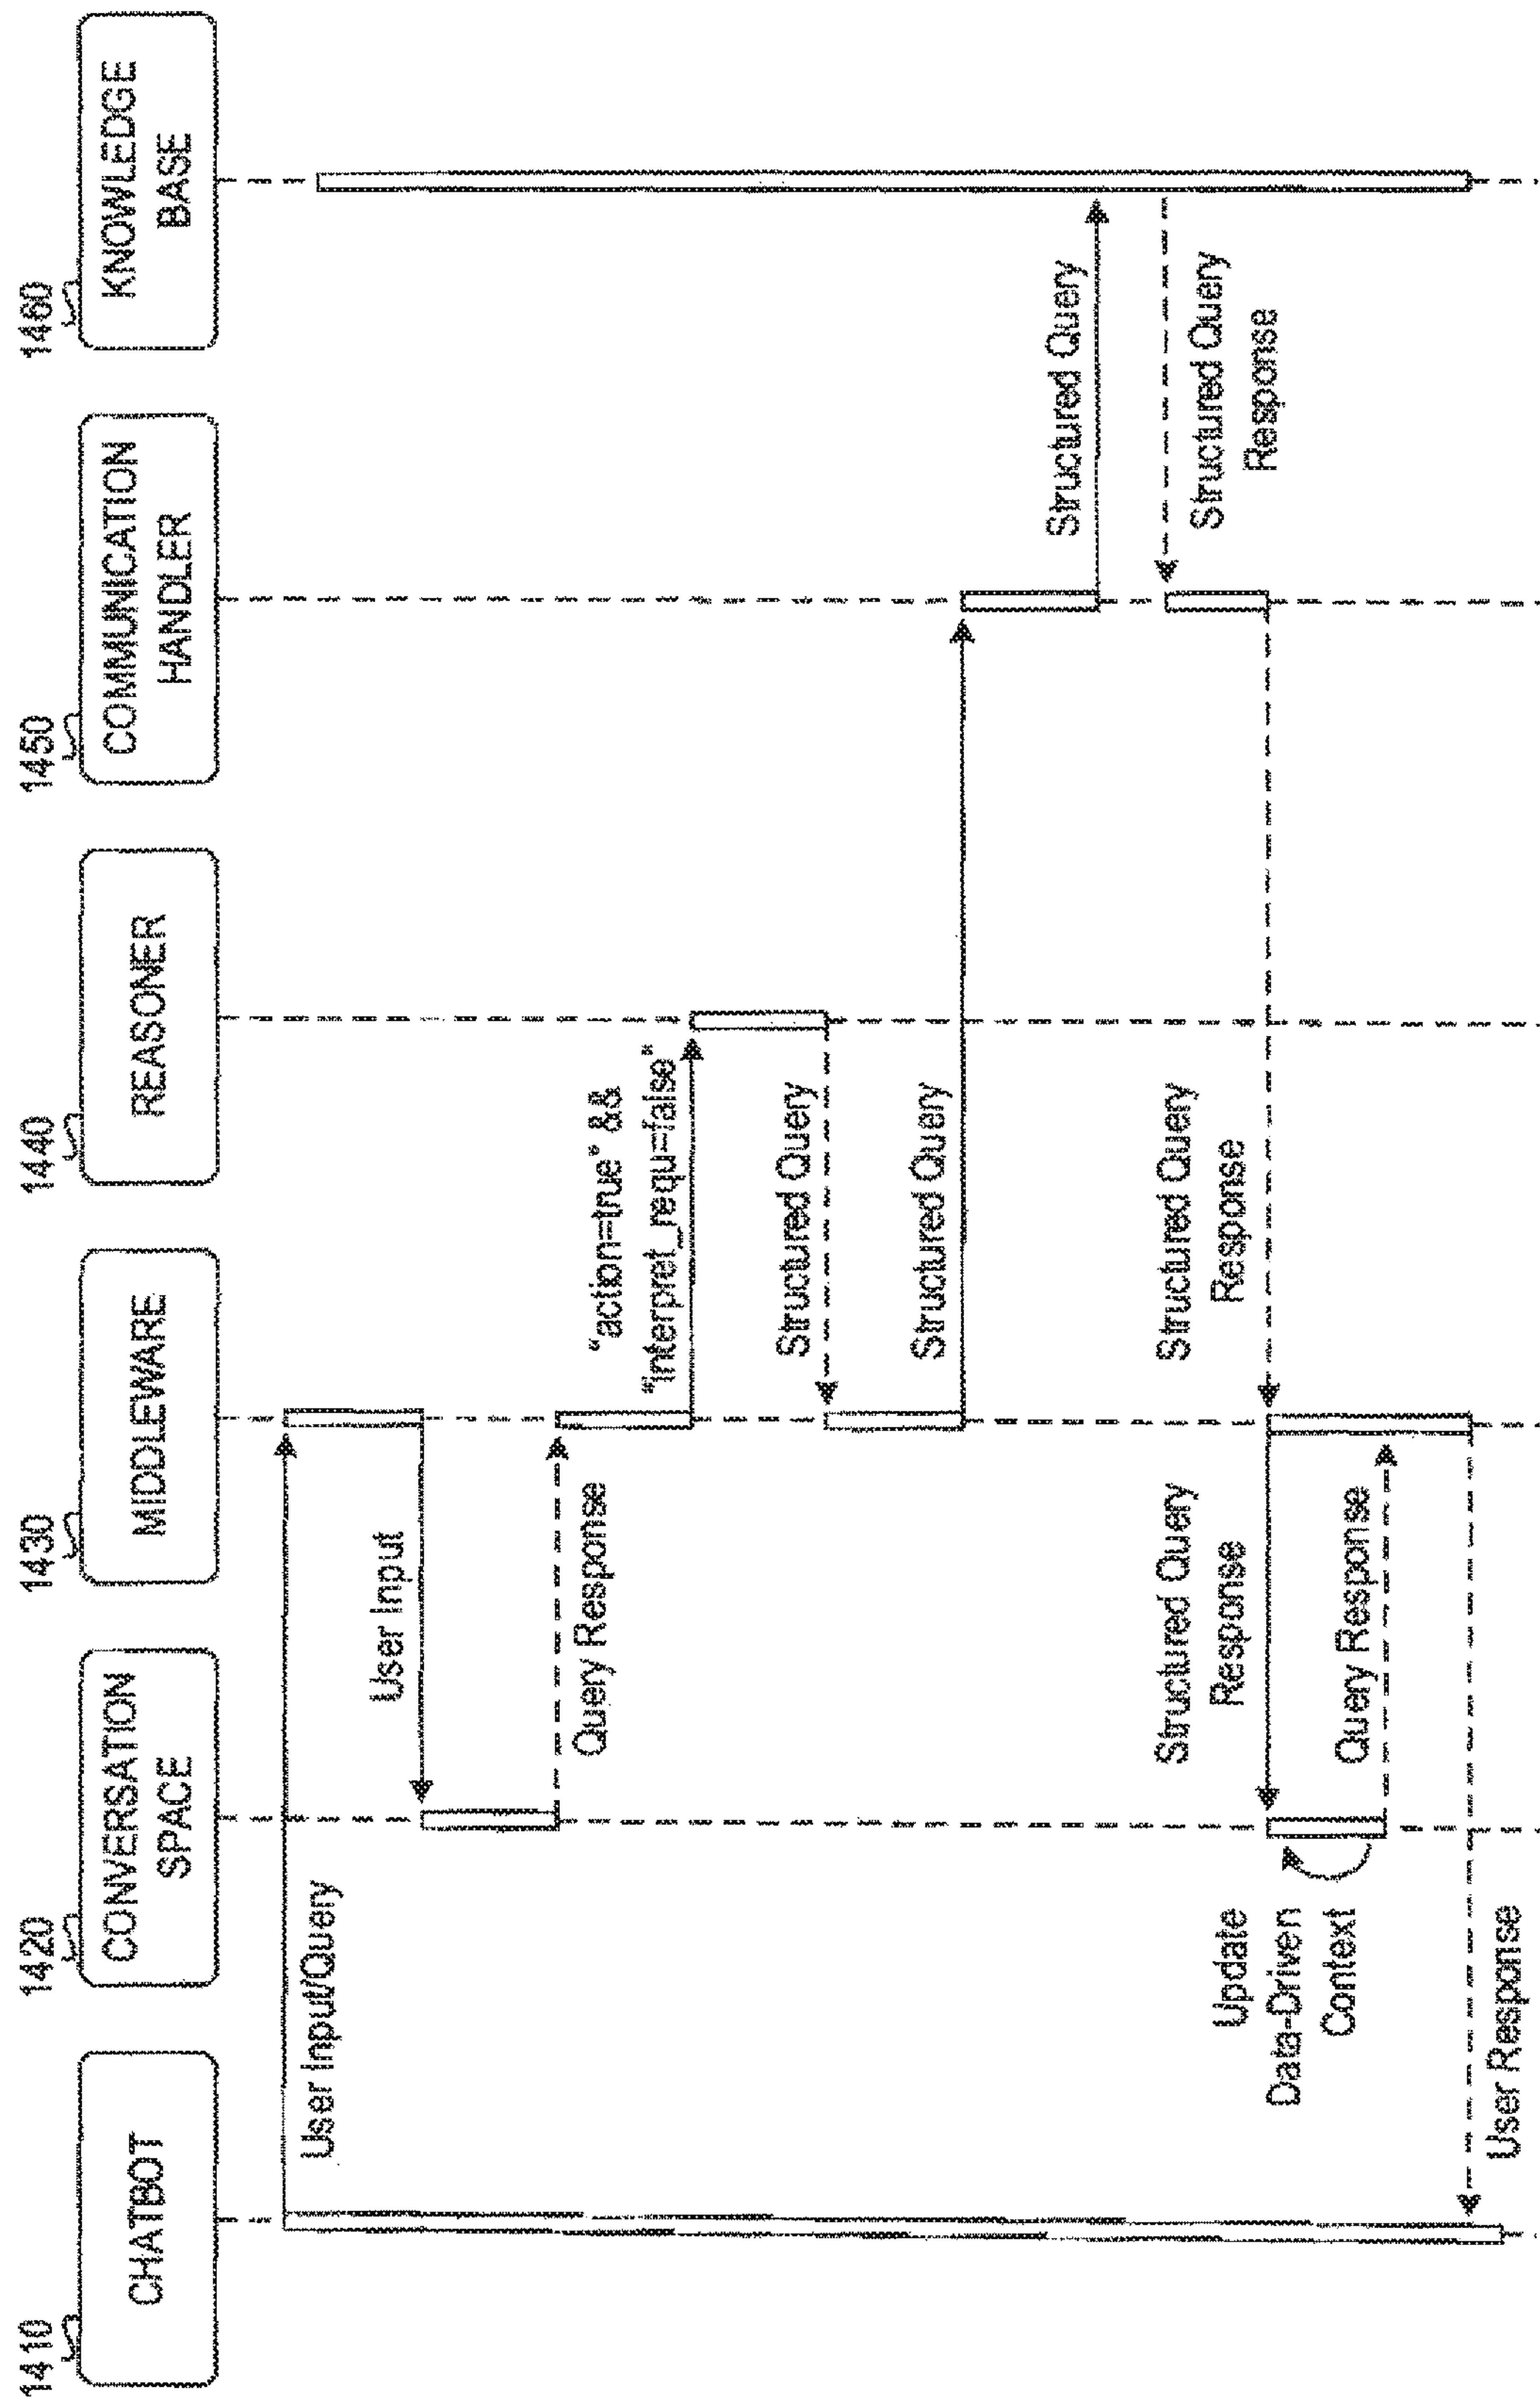 1410
CHATBOT
1420
CONVERSATION
SPACE
1430
MIDDLEWARE
1440
REASONER
1450
COMMUNICATION
HANDLER
1460
KNOWLEDGE
BASE
User Input/Query
User Input
Query Response
"action=true" &&
"interpret_requ=false"
Structured Query
Structured Query
Structured Query
Structured Query
Response
Structured Query
Response
Structured Query
Response
Update
Data-Driven
Context
Query Response
User Response